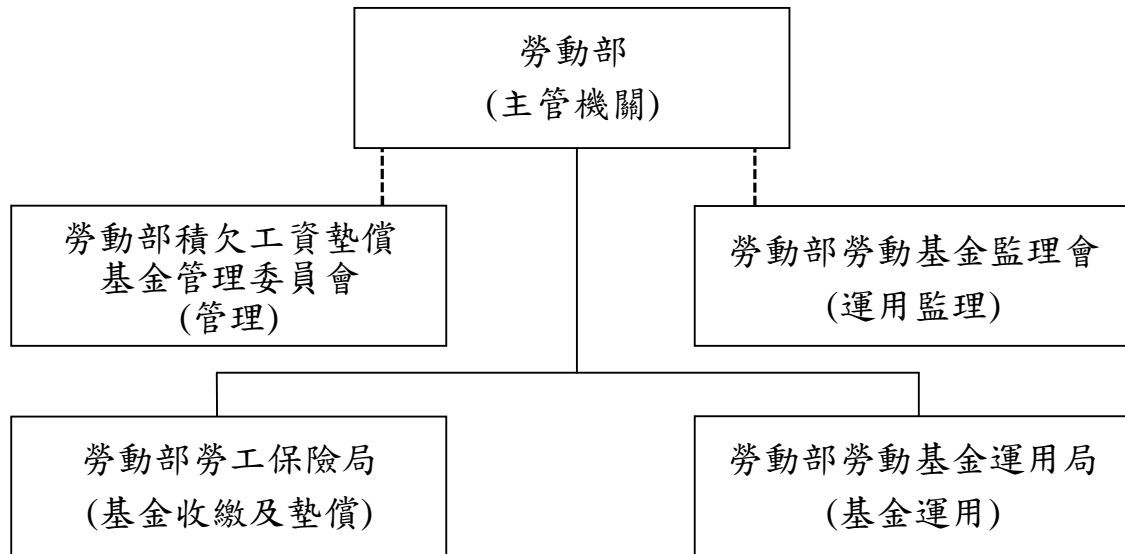 勞動部
(主管機關)
勞動部積欠工資墊償
基金管理委員會
(管理)
勞動部勞動基金監理會
(運用監理)
勞動部勞工保險局
(基金收繳及墊償)
勞動部勞動基金運用局
(基金運用)